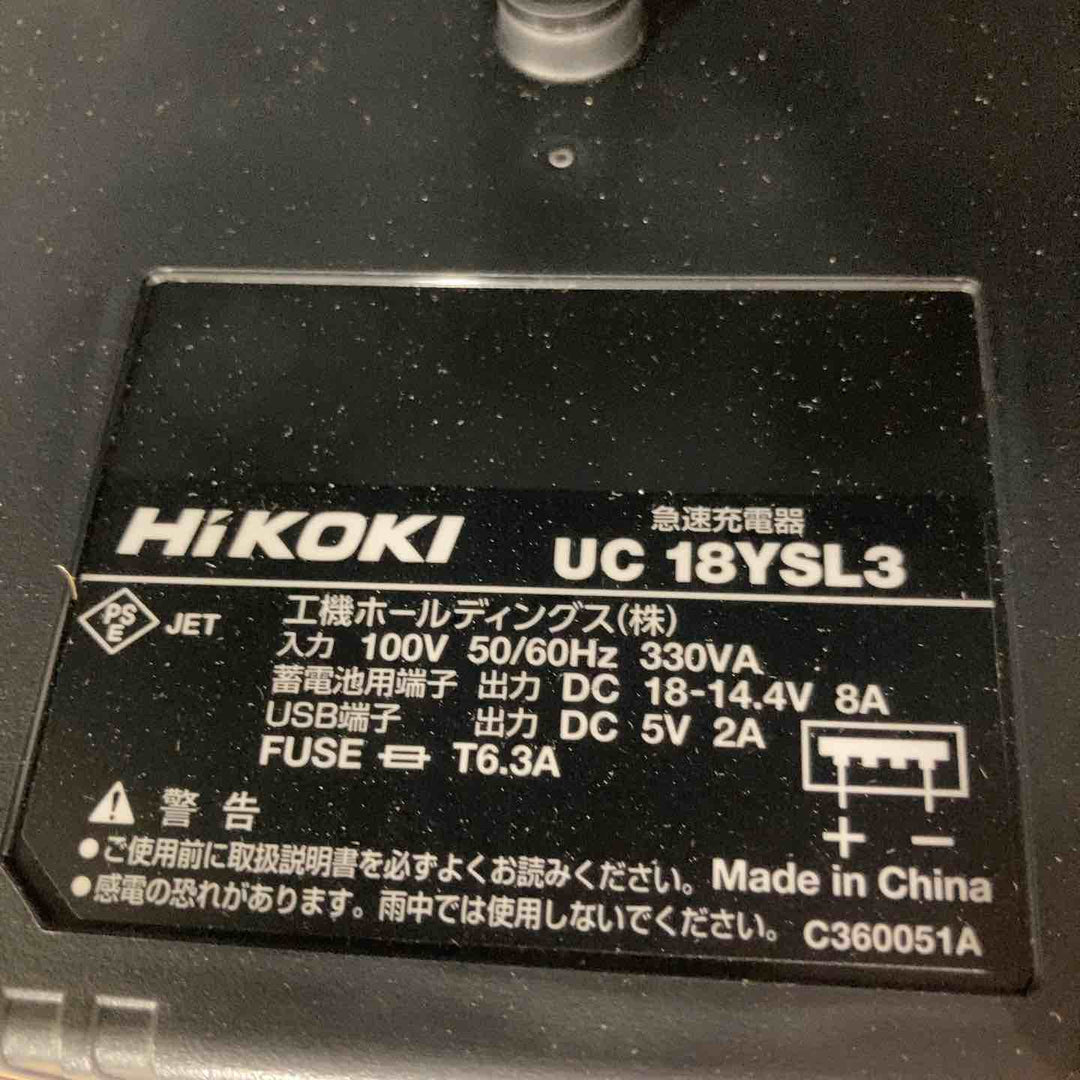 HiKOKI
急速充電器
UC 18YSL3
PSE JET
工機ホールディングス(株)
入力 100V 50/60Hz 330VA
蓄電池用端子 出力 DC 18-14.4V 8A
USB端子 出力 DC 5V 2A
FUSE T6.3A
+ −
警告
●ご使用前に取扱説明書を必ずよくお読みください。 Made in China
●感電の恐れがあります。雨中では使用しないでください。 C360051A